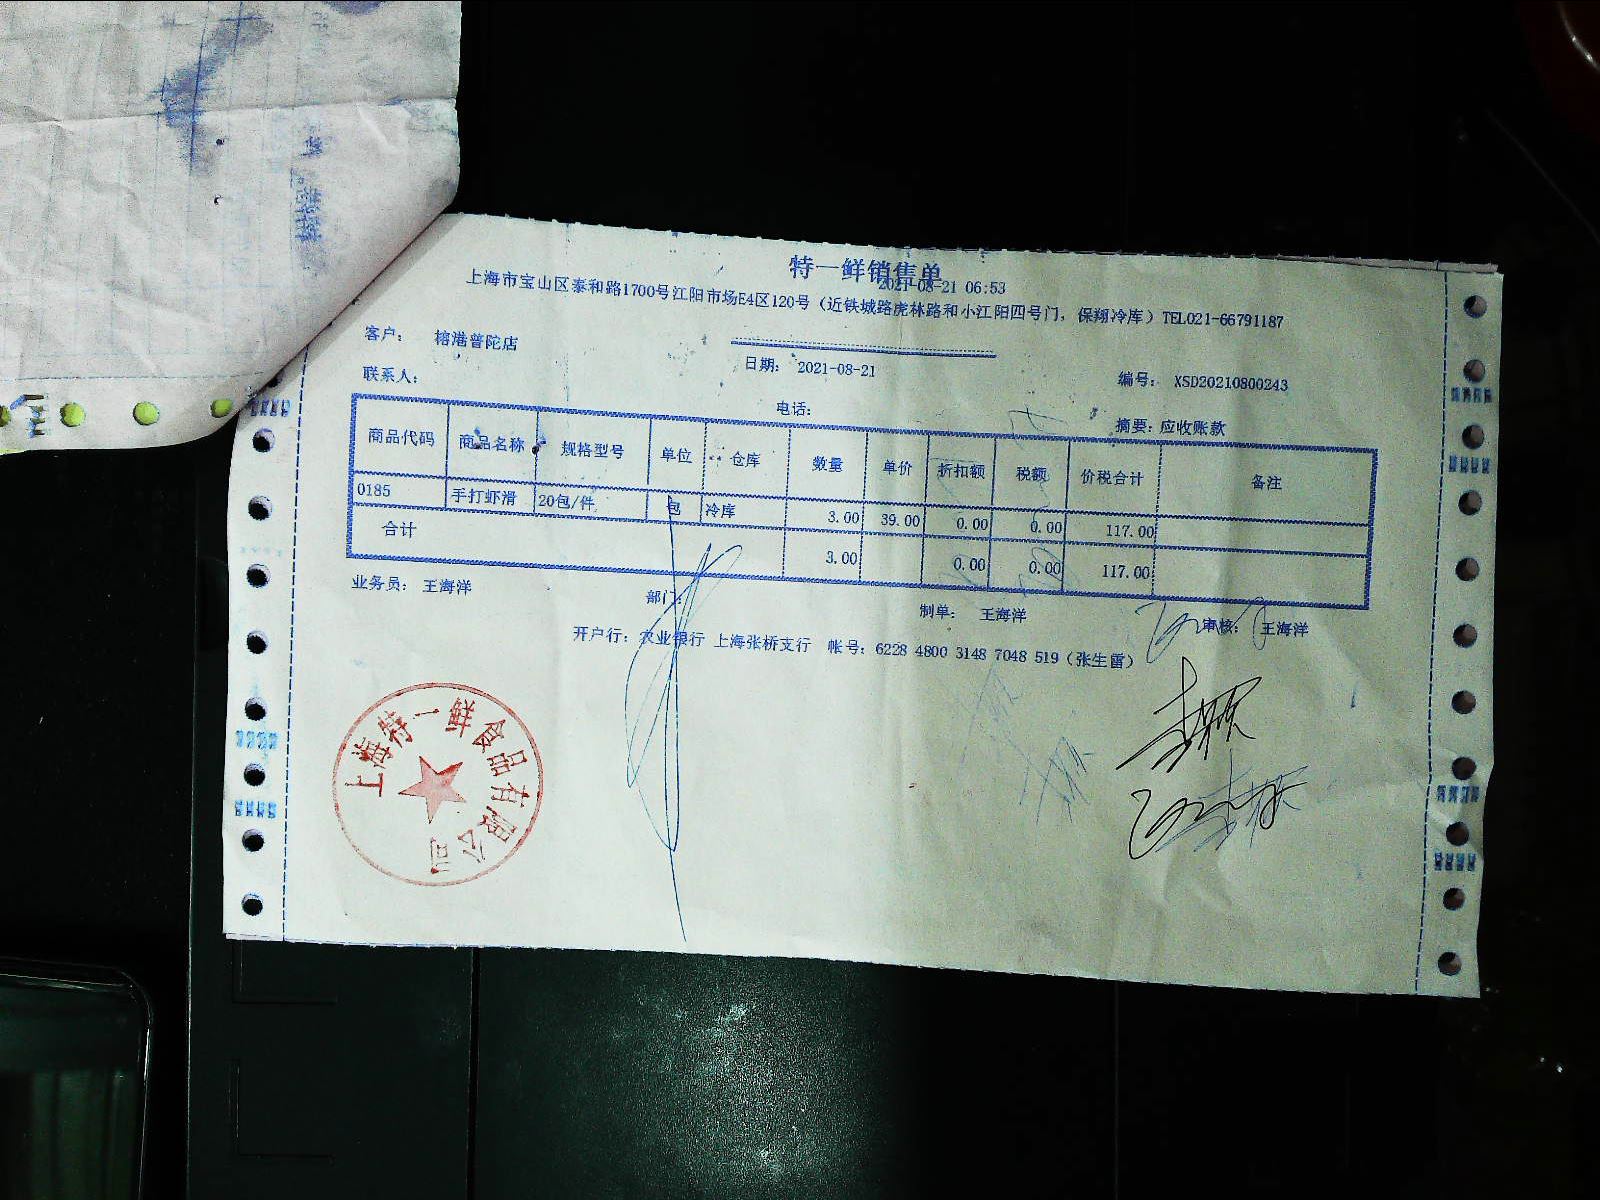 特一鲜销售单
2021-08-21 06:53
上海市宝山区泰和路1700号江阳市场E4区120号（近铁城路虎林路和小江阳四号门，保翔冷库）TEL021-66791187
客户： 榕港普陀店 日期： 2021-08-21 编号： XSD20210800243
联系人： 电话： 摘要：应收账款
商品代码 商品名称 规格型号 单位 仓库 数量 单价 折扣额 税额 价税合计 备注
0185 手打虾滑 20包/件 包 冷库 3.00 39.00 0.00 0.00 117.00
合计 3.00 0.00 0.00 117.00
业务员： 王海洋 部门： 制单： 王海洋 审核： 王海洋
开户行：农业银行 上海张桥支行 帐号：6228 4800 3148 7048 519（张生雷）
上海特一鲜食品有限公司